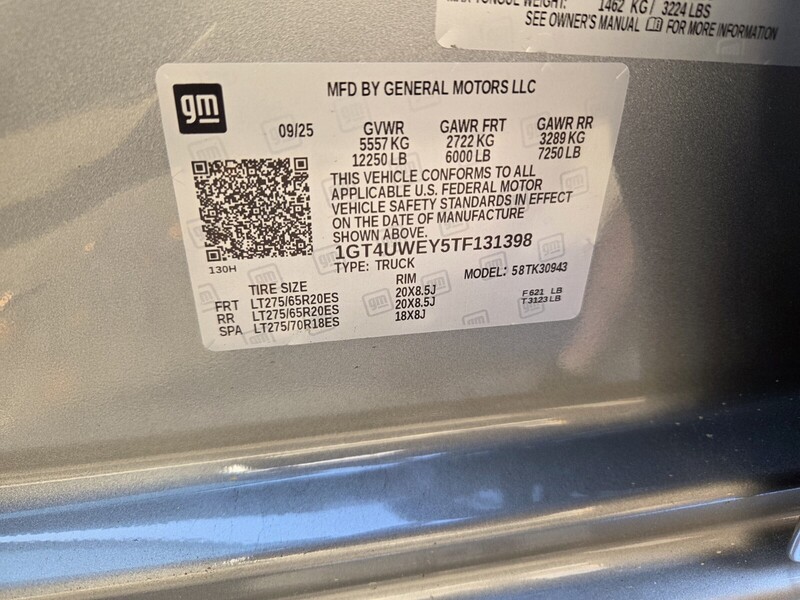 1462 KG / 3224 LBS
SEE OWNER'S MANUAL FOR MORE INFORMATION
gm
MFD BY GENERAL MOTORS LLC
09/25 GVWR GAWR FRT GAWR RR
5557 KG 2722 KG 3289 KG
12250 LB 6000 LB 7250 LB
THIS VEHICLE CONFORMS TO ALL
APPLICABLE U.S. FEDERAL MOTOR
VEHICLE SAFETY STANDARDS IN EFFECT
ON THE DATE OF MANUFACTURE
SHOWN ABOVE.
130H
1GT4UWEY5TF131398
TYPE: TRUCK MODEL: 58TK30943
TIRE SIZE RIM
FRT LT275/65R20ES 20X8.5J F 621 LB
RR LT275/65R20ES 20X8.5J T 3123 LB
SPA LT275/70R18ES 18X8J